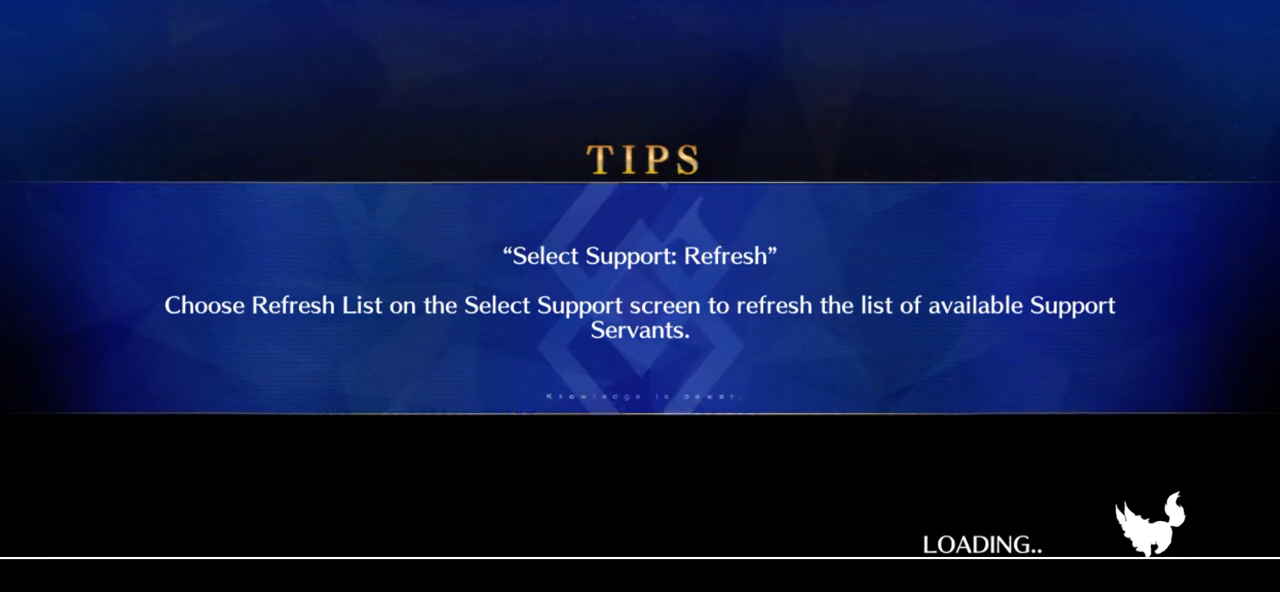 TIPS
“Select Support: Refresh”
Choose Refresh List on the Select Support screen to refresh the list of available Support
Servants.
Knowledge is power.
LOADING..